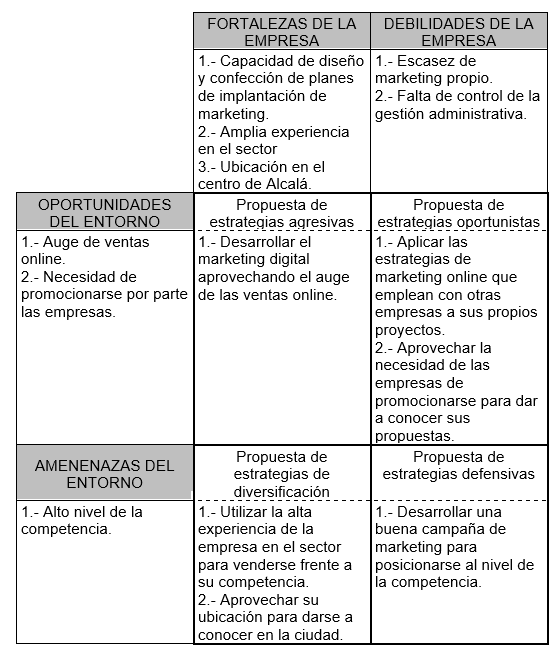 FORTALEZAS DE LA
EMPRESA
DEBILIDADES DE LA
EMPRESA
1.- Capacidad de diseño
y confección de planes
de implantación de
marketing.
2.- Amplia experiencia
en el sector
3.- Ubicación en el
centro de Alcalá.
1.- Escasez de
marketing propio.
2.- Falta de control de la
gestión administrativa.
OPORTUNIDADES
DEL ENTORNO
Propuesta de
estrategias agresivas
Propuesta de
estrategias oportunistas
1.- Auge de ventas
online.
2.- Necesidad de
promocionarse por parte
las empresas.
1.- Desarrollar el
marketing digital
aprovechando el auge
de las ventas online.
1.- Aplicar las
estrategias de
marketing online que
emplean con otras
empresas a sus propios
proyectos.
2.- Aprovechar la
necesidad de las
empresas de
promocionarse para dar
a conocer sus
propuestas.
AMENENAZAS DEL
ENTORNO
Propuesta de
estrategias de
diversificación
Propuesta de
estrategias defensivas
1.- Alto nivel de la
competencia.
1.- Utilizar la alta
experiencia de la
empresa en el sector
para venderse frente a
su competencia.
2.- Aprovechar su
ubicación para darse a
conocer en la ciudad.
1.- Desarrollar una
buena campaña de
marketing para
posicionarse al nivel de
la competencia.